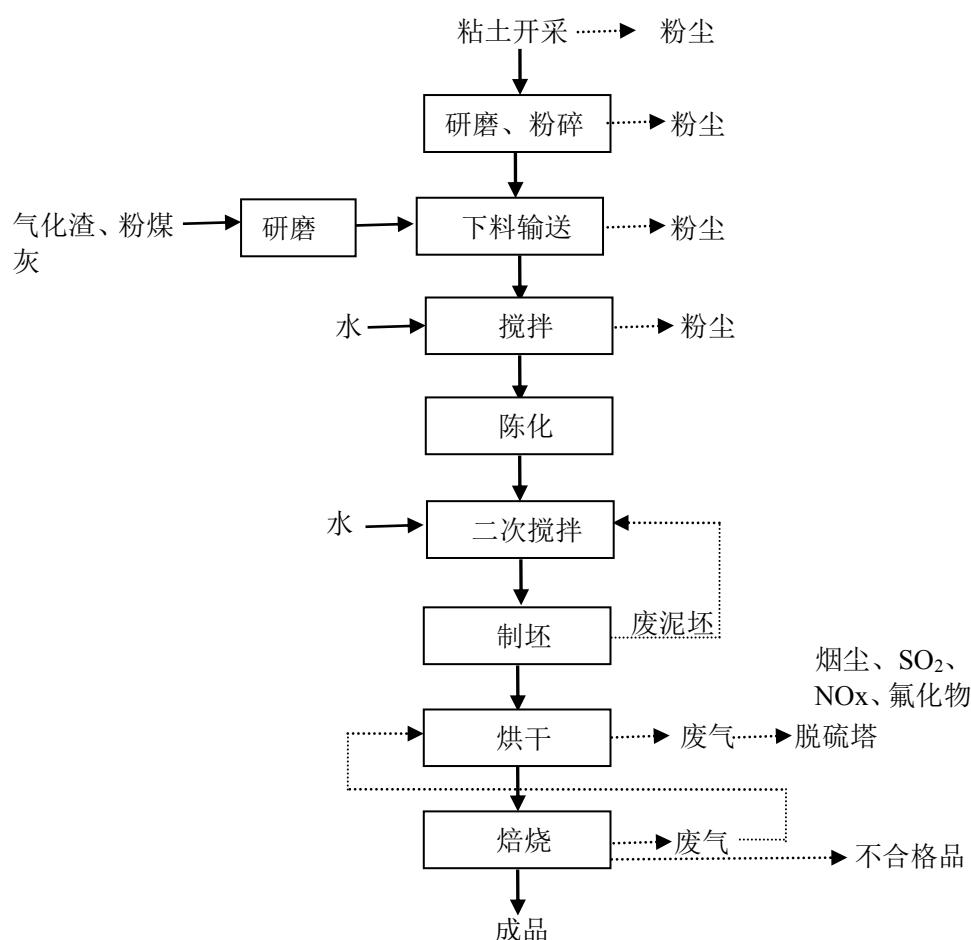 粘土开采
粉尘
研磨、粉碎
粉尘
气化渣、粉煤
灰
研磨
下料输送
粉尘
水
搅拌
粉尘
陈化
水
二次搅拌
制坯
废泥坯
烟尘、SO₂、
NOx、氟化物
烘干
废气
脱硫塔
焙烧
废气
不合格品
成品